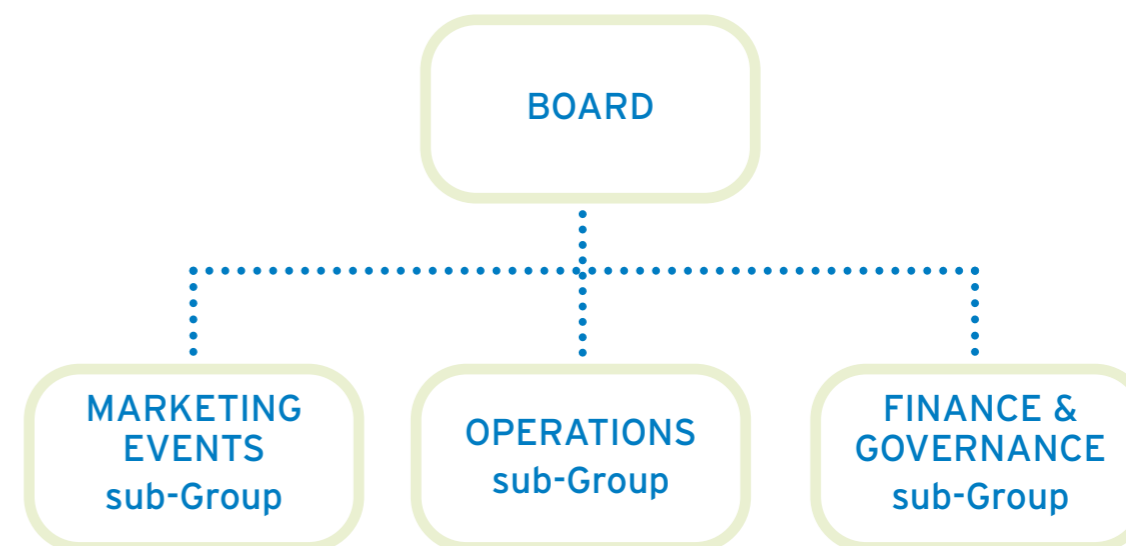 BOARD
MARKETING
EVENTS
sub-Group
OPERATIONS
sub-Group
FINANCE &
GOVERNANCE
sub-Group